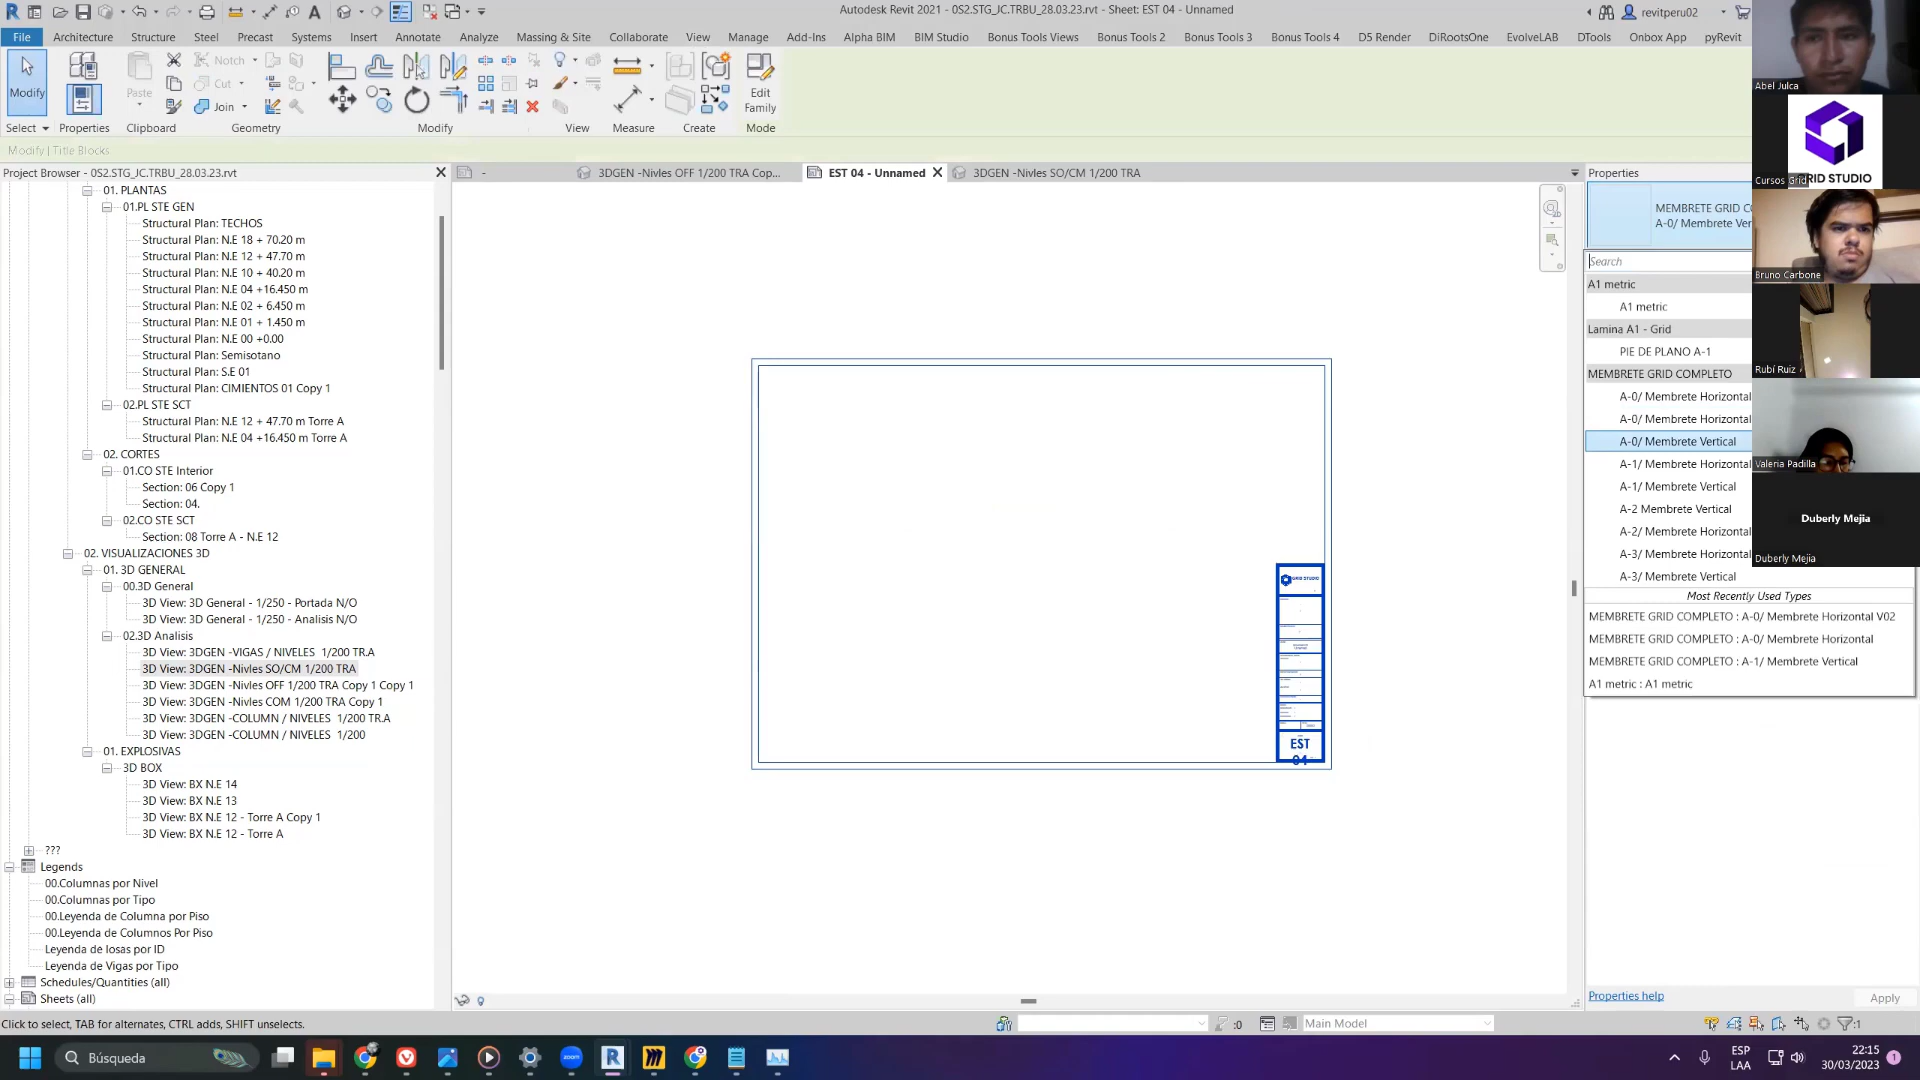 Autodesk Revit 2021 - 0S2.STG_JC.TRBU_28.03.23.rvt - Sheet: EST 04 - Unnamed
revitperu02
File Architecture Structure Steel Precast Systems Insert Annotate Analyze Massing & Site Collaborate View Manage Add-Ins Alpha BIM BIM Studio Bonus Tools Views Bonus Tools 2 Bonus Tools 3 Bonus Tools 4 D5 Render DiRootsOne EvolveLAB DTools Onbox App pyRevit
Modify
Paste
Notch
Cut
Join
Edit
Family
Select Properties Clipboard Geometry Modify View Measure Create Mode
Modify | Title Blocks
Project Browser - 0S2.STG_JC.TRBU_28.03.23.rvt
-
3DGEN -Nivles OFF 1/200 TRA Cop...
EST 04 - Unnamed
3DGEN -Nivles SO/CM 1/200 TRA
01. PLANTAS
01.PL STE GEN
Structural Plan: TECHOS
Structural Plan: N.E 18 + 70.20 m
Structural Plan: N.E 12 + 47.70 m
Structural Plan: N.E 10 + 40.20 m
Structural Plan: N.E 04 +16.450 m
Structural Plan: N.E 02 + 6.450 m
Structural Plan: N.E 01 + 1.450 m
Structural Plan: N.E 00 +0.00
Structural Plan: Semisotano
Structural Plan: S.E 01
Structural Plan: CIMIENTOS 01 Copy 1
02.PL STE SCT
Structural Plan: N.E 12 + 47.70 m Torre A
Structural Plan: N.E 04 +16.450 m Torre A
02. CORTES
01.CO STE Interior
Section: 06 Copy 1
Section: 04.
02.CO STE SCT
Section: 08 Torre A - N.E 12
02. VISUALIZACIONES 3D
01. 3D GENERAL
00.3D General
3D View: 3D General - 1/250 - Portada N/O
3D View: 3D General - 1/250 - Analisis N/O
02.3D Analisis
3D View: 3DGEN -VIGAS / NIVELES 1/200 TR.A
3D View: 3DGEN -Nivles SO/CM 1/200 TRA
3D View: 3DGEN -Nivles OFF 1/200 TRA Copy 1 Copy 1
3D View: 3DGEN -Nivles COM 1/200 TRA Copy 1
3D View: 3DGEN -COLUMN / NIVELES 1/200 TR.A
3D View: 3DGEN -COLUMN / NIVELES 1/200
01. EXPLOSIVAS
3D BOX
3D View: BX N.E 14
3D View: BX N.E 13
3D View: BX N.E 12 - Torre A Copy 1
3D View: BX N.E 12 - Torre A
???
Legends
00.Columnas por Nivel
00.Columnas por Tipo
00.Leyenda de Columna por Piso
00.Leyenda de Columnos Por Piso
Leyenda de losas por ID
Leyenda de Vigas por Tipo
Schedules/Quantities (all)
Sheets (all)
GRID STUDIO
EST
04
Properties
MEMBRETE GRID CO
A-0/ Membrete Ver
Search
A1 metric
A1 metric
Lamina A1 - Grid
PIE DE PLANO A-1
MEMBRETE GRID COMPLETO
A-0/ Membrete Horizontal
A-0/ Membrete Horizontal
A-0/ Membrete Vertical
A-1/ Membrete Horizontal
A-1/ Membrete Vertical
A-2 Membrete Vertical
A-2/ Membrete Horizontal
A-3/ Membrete Horizontal
A-3/ Membrete Vertical
Most Recently Used Types
MEMBRETE GRID COMPLETO : A-0/ Membrete Horizontal V02
MEMBRETE GRID COMPLETO : A-0/ Membrete Horizontal
MEMBRETE GRID COMPLETO : A-1/ Membrete Vertical
A1 metric : A1 metric
Properties help
Apply
Abel Julca
GRID STUDIO
Cursos Grid
Bruno Carbone
Rubí Ruiz
Valeria Padilla
Duberly Mejia
Duberly Mejia
Click to select, TAB for alternates, CTRL adds, SHIFT unselects.
:0
Main Model
:1
Búsqueda
ESP
LAA
22:15
30/03/2023
1